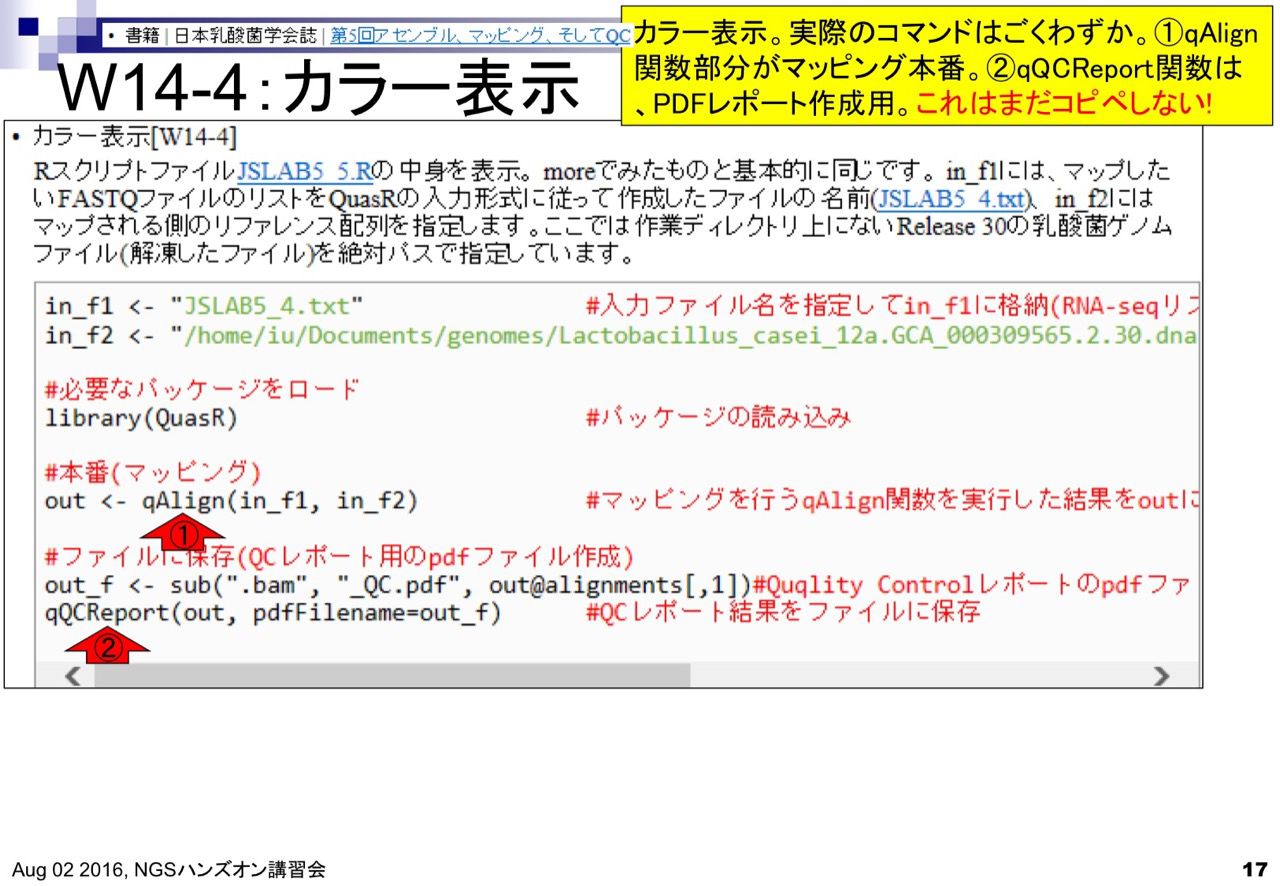 • 書籍 | 日本乳酸菌学会誌 | 第5回アセンブル、マッピング、そしてQC
カラー表示。実際のコマンドはごくわずか。①qAlign
関数部分がマッピング本番。②qQCReport関数は
、PDFレポート作成用。これはまだコピペしない!
W14-4:カラー表示
• カラー表示[W14-4]
RスクリプトファイルJSLAB5_5.Rの中身を表示。moreでみたものと基本的に同じです。in_f1には、マップした
いFASTQファイルのリストをQuasRの入力形式に従って作成したファイルの名前(JSLAB5_4.txt)、in_f2には
マップされる側のリファレンス配列を指定します。ここでは作業ディレクトリ上にないRelease 30の乳酸菌ゲノム
ファイル(解凍したファイル)を絶対パスで指定しています。
in_f1 <- "JSLAB5_4.txt" #入力ファイル名を指定してin_f1に格納(RNA-seqリス
in_f2 <- "/home/iu/Documents/genomes/Lactobacillus_casei_12a.GCA_000309565.2.30.dna
#必要なパッケージをロード
library(QuasR) #パッケージの読み込み
#本番(マッピング)
out <- qAlign(in_f1, in_f2) #マッピングを行うqAlign関数を実行した結果をoutに
①
#ファイルに保存(QCレポート用のpdfファイル作成)
out_f <- sub(".bam", "_QC.pdf", out@alignments[,1])#Quqlity Controlレポートのpdfファ
qQCReport(out, pdfFilename=out_f) #QCレポート結果をファイルに保存
②
Aug 02 2016, NGSハンズオン講習会
17